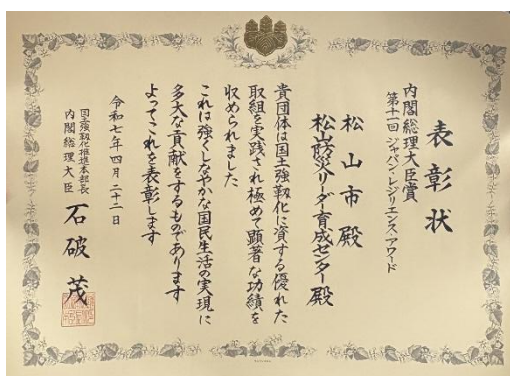 表彰状
内閣総理大臣賞
第十一回 ジャパン・レジリエンス・アワード
松山市殿
松山防災リーダー育成センター殿
貴団体は国土強靱化に資する優れた
取組を実践され極めて顕著な功績を
収められました
これは強くしなやかな国民生活の実現に
多大な貢献をするものであります
よってこれを表彰します
令和七年四月二十二日
国土強靱化推進本部長
内閣総理大臣
石破茂